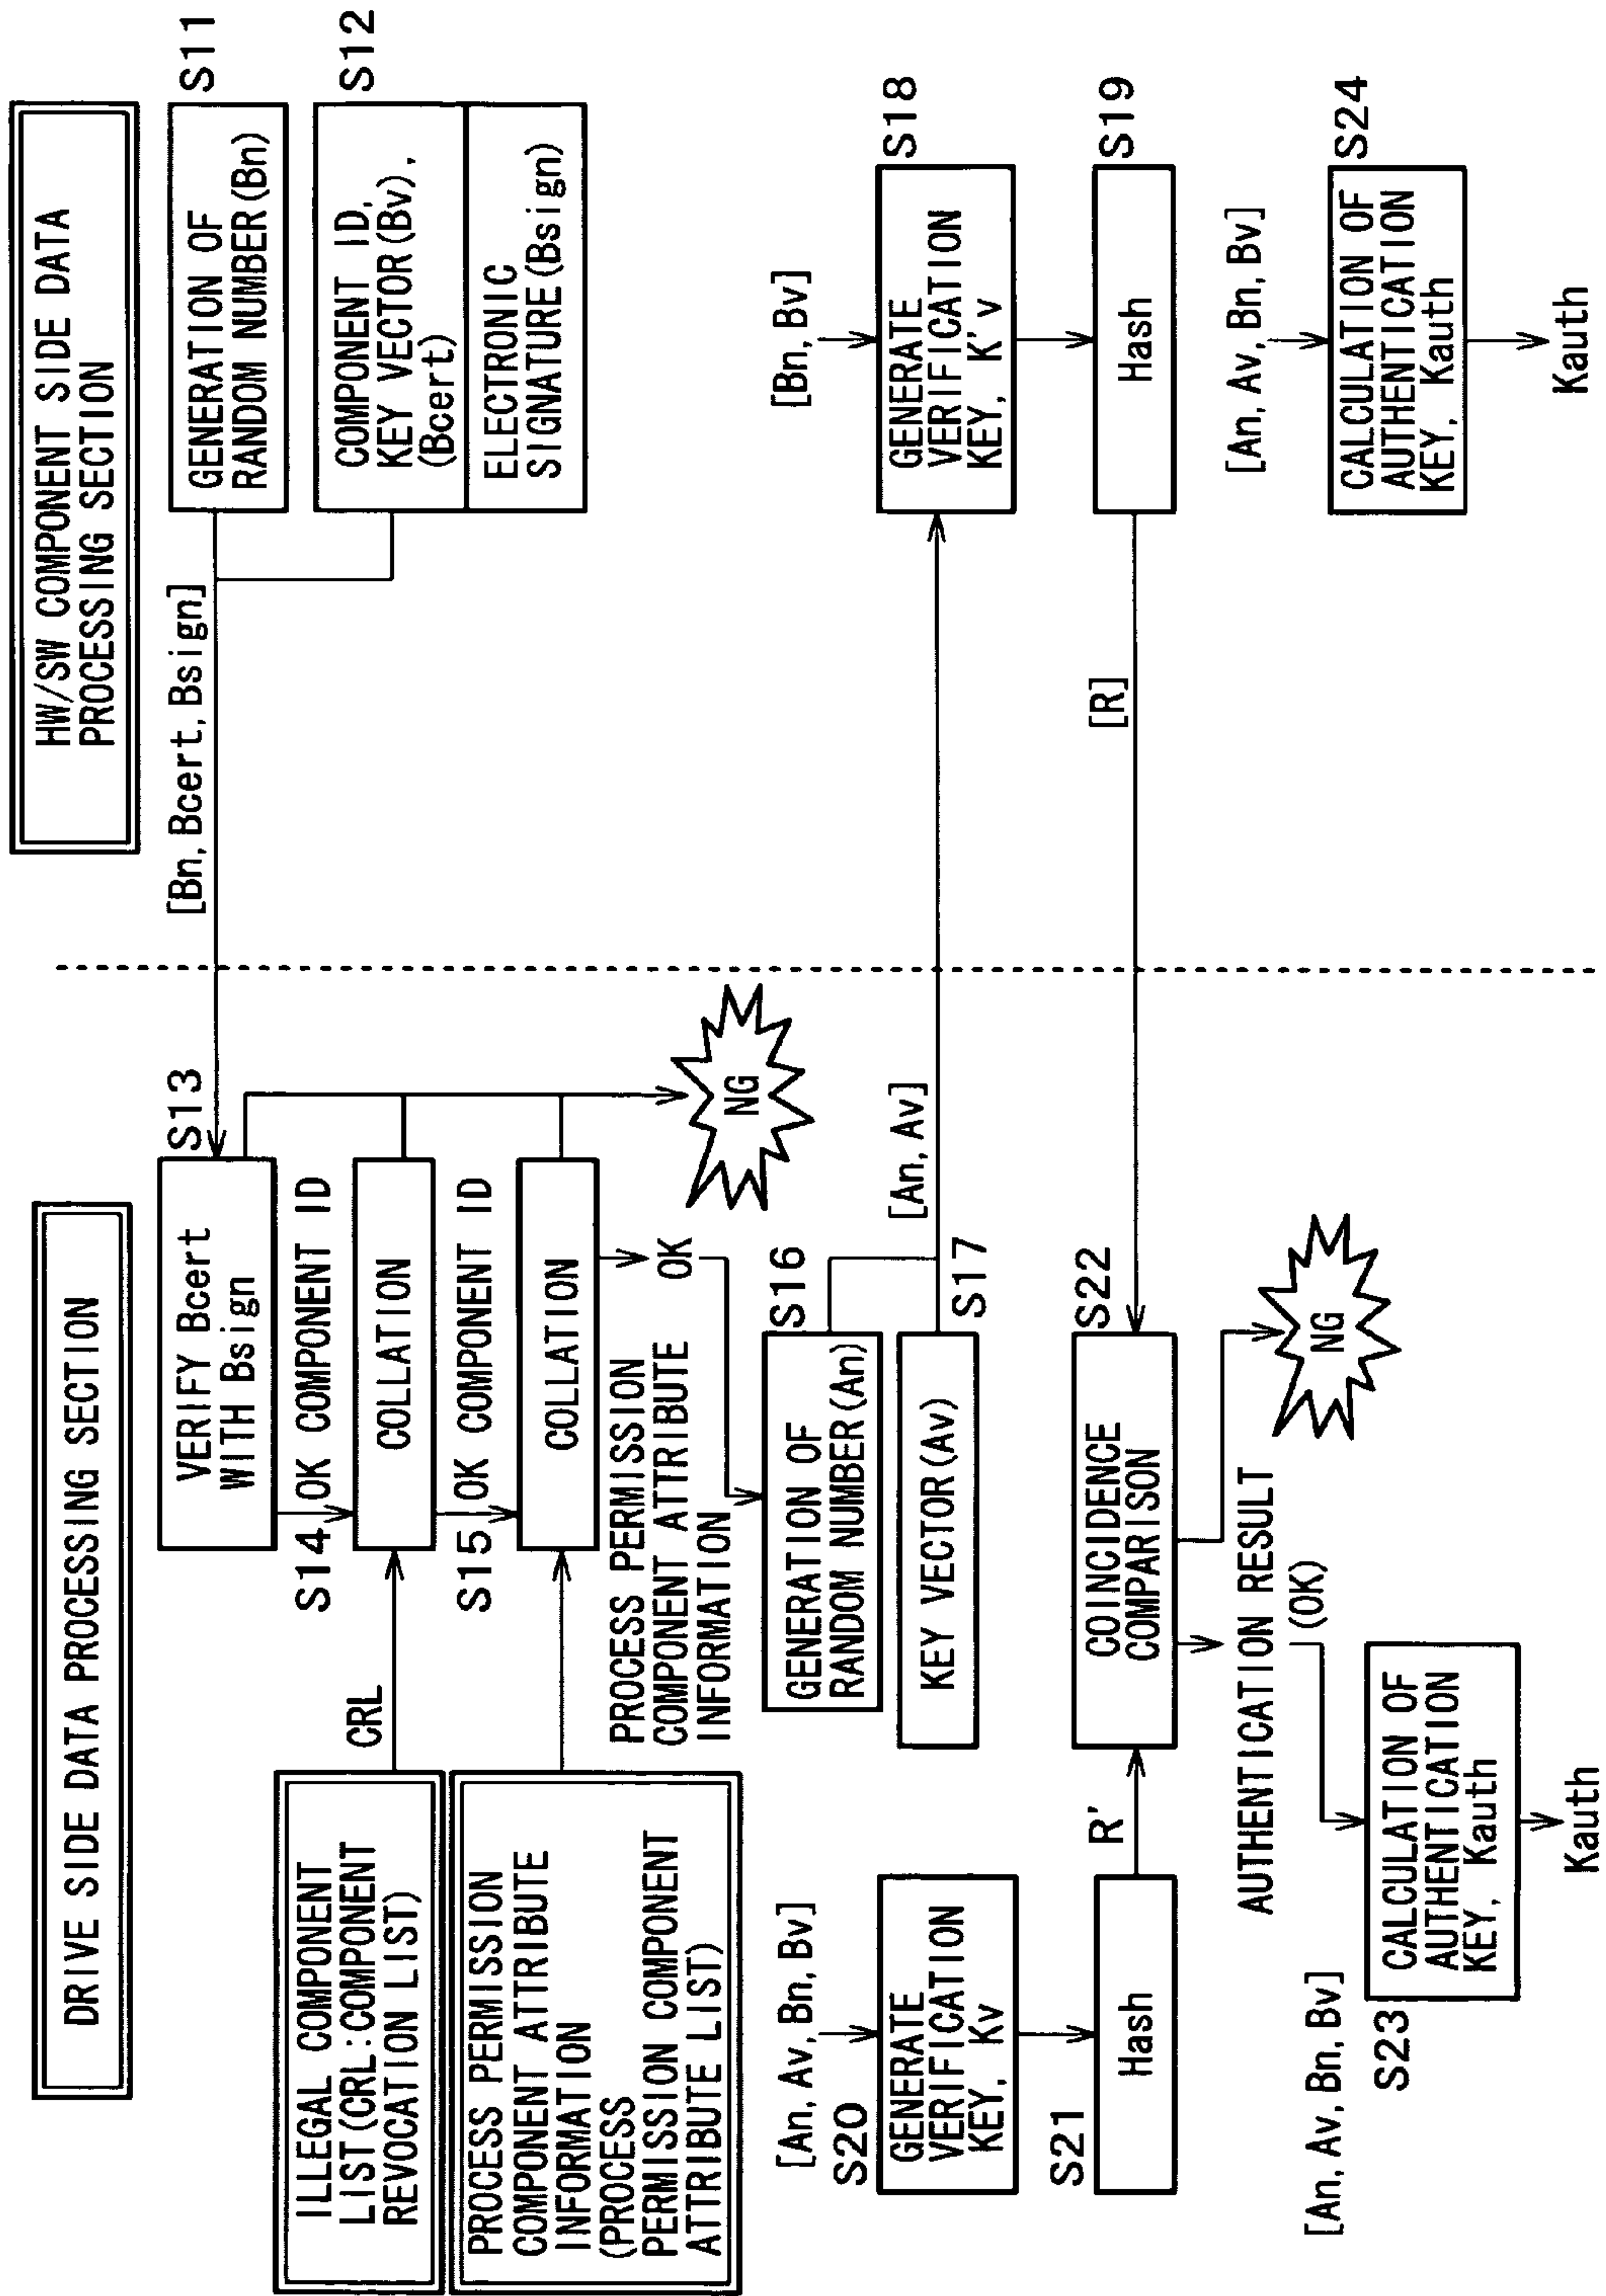 DRIVE SIDE DATA PROCESSING SECTION
HW/SW COMPONENT SIDE DATA
PROCESSING SECTION
S11
GENERATION OF
RANDOM NUMBER(Bn)
S12
COMPONENT ID,
KEY VECTOR(Bv),
(Bcert)
ELECTRONIC
SIGNATURE(Bsign)
[Bn, Bcert, Bsign]
S13
VERIFY Bcert
WITH Bsign
S14
OK COMPONENT ID
COLLATION
CRL
ILLEGAL COMPONENT
LIST(CRL:COMPONENT
REVOCATION LIST)
S15
OK COMPONENT ID
COLLATION
PROCESS PERMISSION
COMPONENT ATTRIBUTE
INFORMATION
(PROCESS
PERMISSION COMPONENT
ATTRIBUTE LIST)
NG
PROCESS PERMISSION
COMPONENT ATTRIBUTE
INFORMATION
OK
S16
GENERATION OF
RANDOM NUMBER(An)
KEY VECTOR(Av)
S17
[An, Av]
[Bn, Bv]
S18
GENERATE
VERIFICATION
KEY, K'v
S19
Hash
[R]
[An, Av, Bn, Bv]
S20
GENERATE
VERIFICATION
KEY, Kv
S21
Hash
R'
S22
COINCIDENCE
COMPARISON
NG
AUTHENTICATION RESULT
(OK)
[An, Av, Bn, Bv]
S23
CALCULATION OF
AUTHENTICATION
KEY, Kauth
Kauth
[An, Av, Bn, Bv]
S24
CALCULATION OF
AUTHENTICATION
KEY, Kauth
Kauth